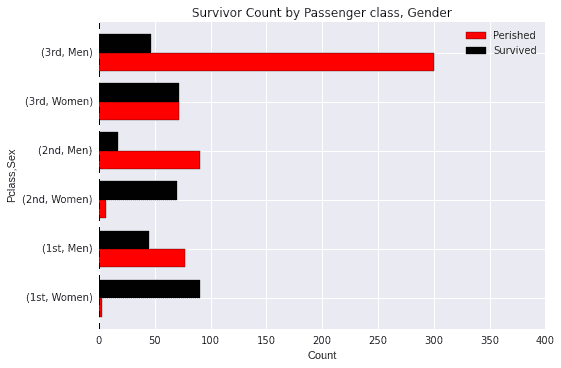 Survivor Count by Passenger class, Gender
Perished
Survived
Pclass,Sex
(3rd, Men)
(3rd, Women)
(2nd, Men)
(2nd, Women)
(1st, Men)
(1st, Women)
0 50 100 150 200 250 300 350 400
Count